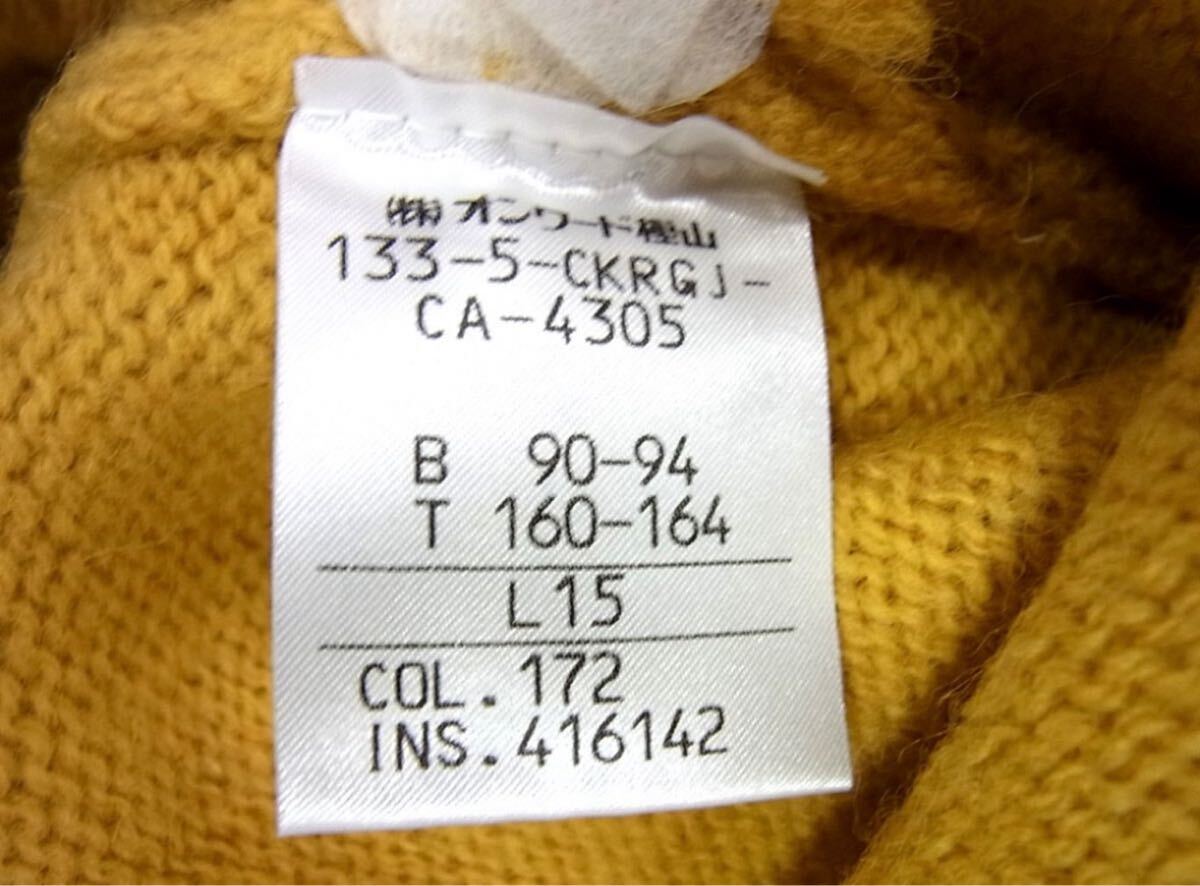 (株)オンワード樫山
133-5-CKRGJ-
CA-4305
B 90-94
T 160-164
L15
COL.172
INS.416142